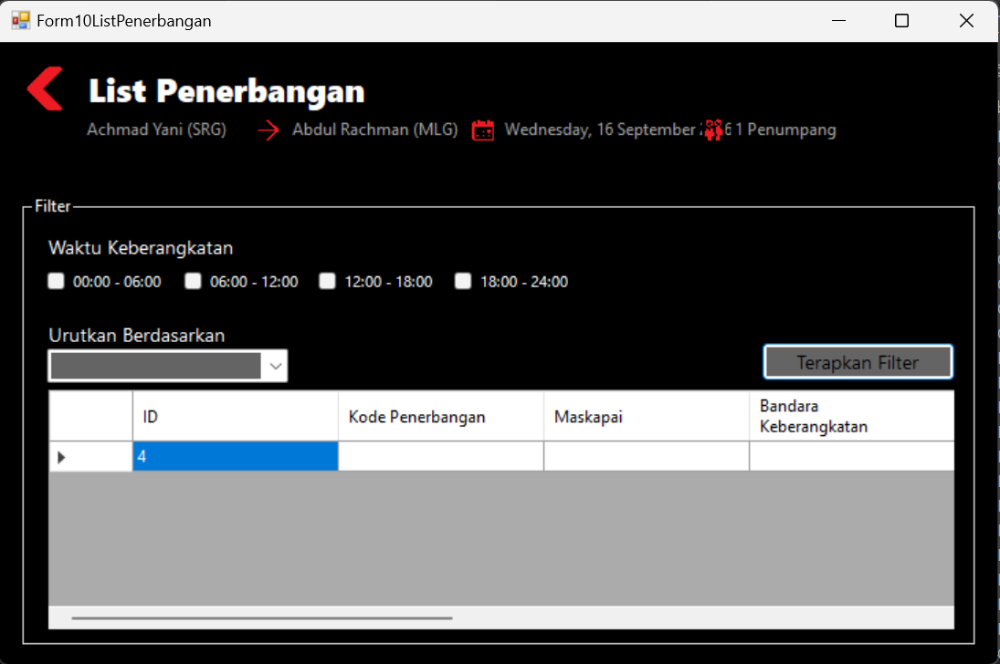 Form10ListPenerbangan
List Penerbangan
Achmad Yani (SRG) Abdul Rachman (MLG) Wednesday, 16 September 1 Penumpang
Filter
Waktu Keberangkatan
00:00 - 06:00 06:00 - 12:00 12:00 - 18:00 18:00 - 24:00
Urutkan Berdasarkan
Terapkan Filter
ID Kode Penerbangan Maskapai Bandara Keberangkatan
4